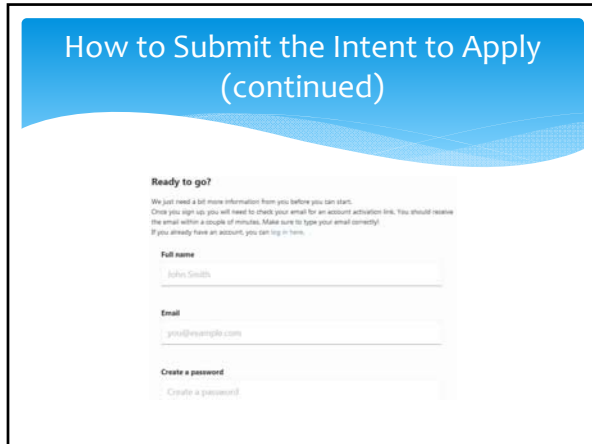 How to Submit the Intent to Apply
(continued)
Ready to go?
We just need a bit more information from you before you can start.
Once you sign up you will need to check your email for an account activation link. You should receive
the email within a couple of minutes. Make sure to type your email correctly!
If you already have an account, you can log in here.
Full name
John Smith
Email
you@example.com
Create a password
Create a password